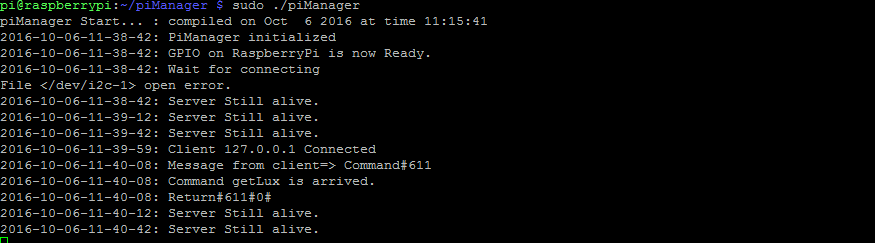 pi@raspberrypi:~/piManager $ sudo ./piManager
piManager Start... : compiled on Oct  6 2016 at time 11:15:41
2016-10-06-11-38-42: PiManager initialized
2016-10-06-11-38-42: GPIO on RaspberryPi is now Ready.
2016-10-06-11-38-42: Wait for connecting
File </dev/i2c-1> open error.
2016-10-06-11-38-42: Server Still alive.
2016-10-06-11-39-12: Server Still alive.
2016-10-06-11-39-42: Server Still alive.
2016-10-06-11-39-59: Client 127.0.0.1 Connected
2016-10-06-11-40-08: Message from client=> Command#611
2016-10-06-11-40-08: Command getLux is arrived.
2016-10-06-11-40-08: Return#611#0#
2016-10-06-11-40-12: Server Still alive.
2016-10-06-11-40-42: Server Still alive.